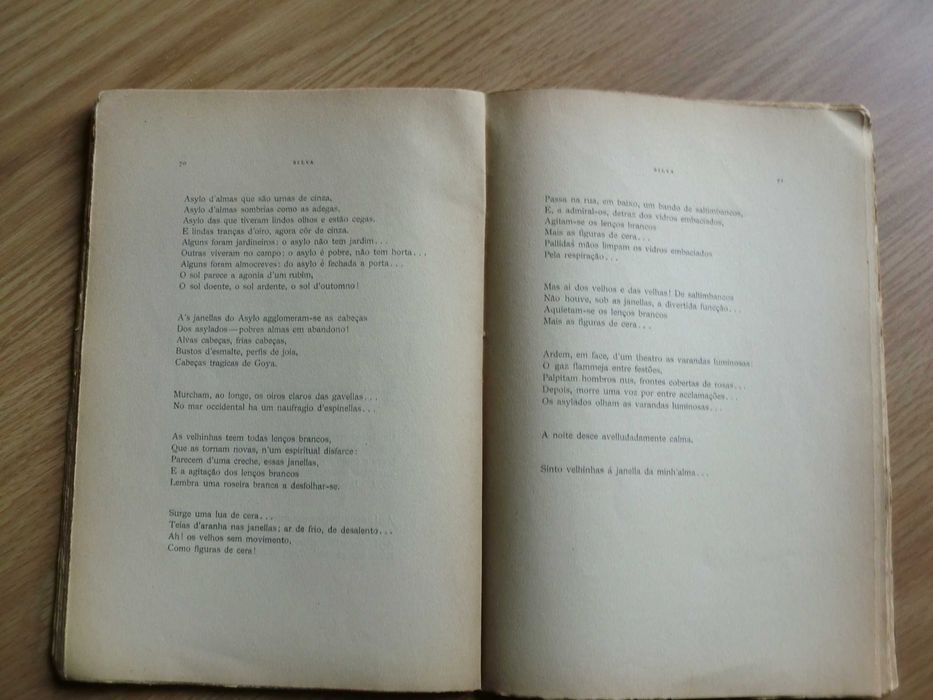 70
SILVA
Asylo d'almas que são urnas de cinza,
Asylo d'almas sombrias como as adegas,
Asylo das que tiveram lindos olhos e estão cegas,
E lindas tranças d'oiro, agora côr de cinza.
Alguns foram jardineiros: o asylo não tem jardim...
Outras viveram no campo: o asylo é pobre, não tem horta...
Alguns foram almocreves: do asylo é fechada a porta...
O sol parece a agonia d'um rubim,
O sol doente, o sol ardente, o sol d'outomno!
A's janellas do Asylo agglomeram-se as cabeças
Dos asylados—pobres almas em abandono!
Alvas cabeças, frias cabeças,
Bustos d'esmalte, perfis de joia,
Cabeças tragicas de Goya.
Murcham, ao longe, os oiros claros das gavellas...
No mar occidental ha um naufragio d'espinellas...
As velhinhas teem todas lenços brancos,
Que as tornam novas, n'um espiritual disfarce:
Parecem d'uma creche, essas janellas,
E a agitação dos lenços brancos
Lembra uma roseira branca a desfolhar-se.
Surge uma lua de cera...
Teias d'aranha nas janellas; ar de frio, de desalento...
Ah! os velhos sem movimento,
Como figuras de cera!
SILVA
71
Passa na rua, em baixo, um bando de saltimbancos,
E, a admiral-os, detraz dos vidros embaciados,
Agitam-se os lenços brancos
Mais as figuras de cera...
Pallidas mãos limpam os vidros embaciados
Pela respiração...
Mas ai dos velhos e das velhas! De saltimbancos
Não houve, sob as janellas, a divertida funcção...
Aquietam-se os lenços brancos
Mais as figuras de cera...
Ardem, em face, d'um theatro as varandas luminosas:
O gaz flammeja entre festões,
Palpitam hombros nus, frontes cobertas de rosas...
Depois, morre uma voz por entre acclamações...
Os asylados olham as varandas luminosas...
A noite desce avelludadamente calma.
Sinto velhinhas á janella da minh'alma...